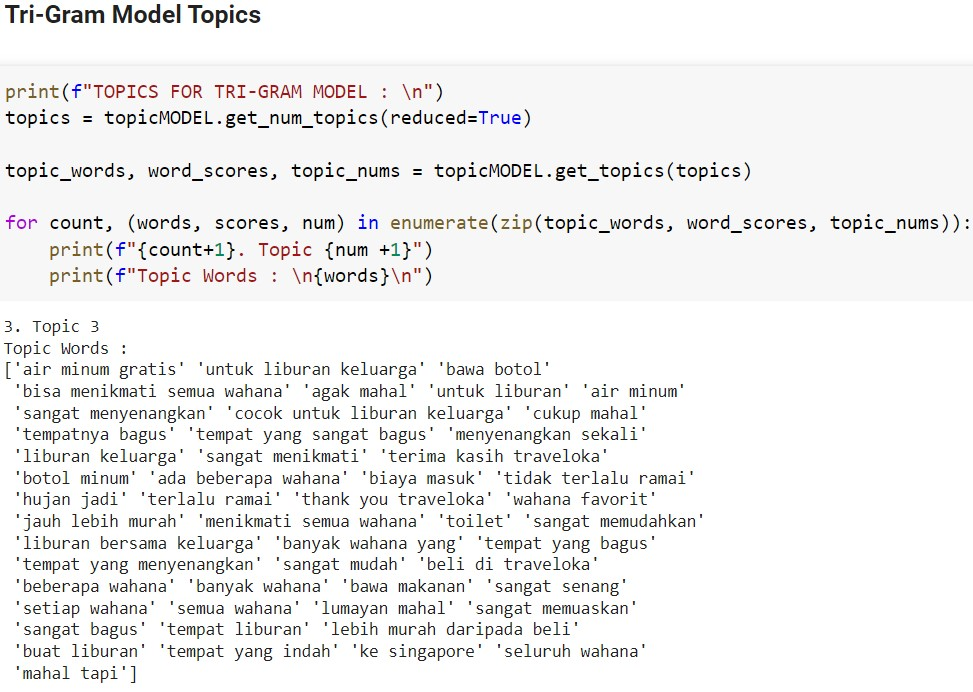 Tri-Gram Model Topics
print(f"TOPICS FOR TRI-GRAM MODEL : \n")
topics = topicMODEL.get_num_topics(reduced=True)
topic_words, word_scores, topic_nums = topicMODEL.get_topics(topics)
for count, (words, scores, num) in enumerate(zip(topic_words, word_scores, topic_nums)):
    print(f"{count+1}. Topic {num +1}")
    print(f"Topic Words : \n{words}\n")
3. Topic 3
Topic Words :
['air minum gratis' 'untuk liburan keluarga' 'bawa botol'
 'bisa menikmati semua wahana' 'agak mahal' 'untuk liburan' 'air minum'
 'sangat menyenangkan' 'cocok untuk liburan keluarga' 'cukup mahal'
 'tempatnya bagus' 'tempat yang sangat bagus' 'menyenangkan sekali'
 'liburan keluarga' 'sangat menikmati' 'terima kasih traveloka'
 'botol minum' 'ada beberapa wahana' 'biaya masuk' 'tidak terlalu ramai'
 'hujan jadi' 'terlalu ramai' 'thank you traveloka' 'wahana favorit'
 'jauh lebih murah' 'menikmati semua wahana' 'toilet' 'sangat memudahkan'
 'liburan bersama keluarga' 'banyak wahana yang' 'tempat yang bagus'
 'tempat yang menyenangkan' 'sangat mudah' 'beli di traveloka'
 'beberapa wahana' 'banyak wahana' 'bawa makanan' 'sangat senang'
 'setiap wahana' 'semua wahana' 'lumayan mahal' 'sangat memuaskan'
 'sangat bagus' 'tempat liburan' 'lebih murah daripada beli'
 'buat liburan' 'tempat yang indah' 'ke singapore' 'seluruh wahana'
 'mahal tapi']